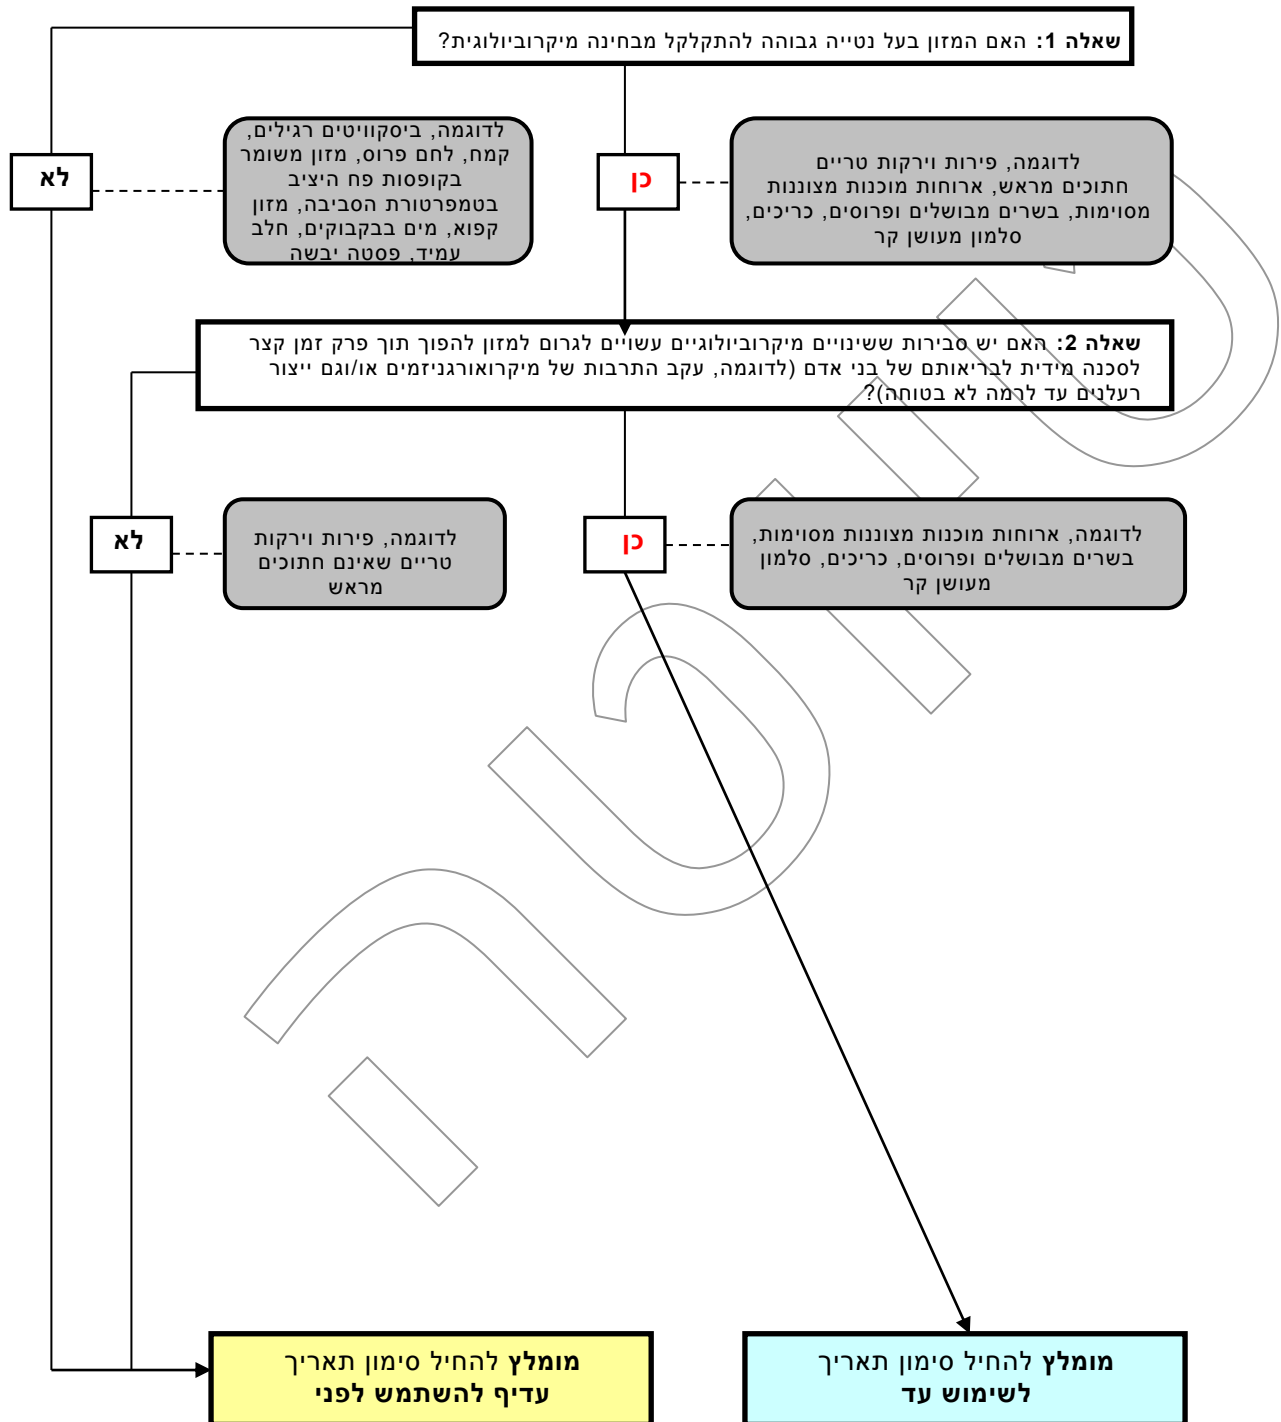 שאלה 1: האם המזון בעל נטייה גבוהה להתקלקל מבחינה מיקרוביולוגית?
לדוגמה, פירות וירקות טריים
חתוכים מראש, ארוחות מוכנות מצוננות
מסוימות, בשרים מבושלים ופרוסים, כריכים,
סלמון מעושן קר
כן
לדוגמה, ביסקוויטים רגילים,
קמח, לחם פרוס, מזון משומר
בקופסות פח היציב
בטמפרטורת הסביבה, מזון
קפוא, מים בבקבוקים, חלב
עמיד, פסטה יבשה
לא
שאלה 2: האם יש סבירות ששינויים מיקרוביולוגיים עשויים לגרום למזון להפוך תוך פרק זמן קצר
לסכנה מידית לבריאותם של בני אדם (לדוגמה, עקב התרבות של מיקרואורגניזמים או/וגם ייצור
רעלנים עד לרמה לא בטוחה)?
לדוגמה, ארוחות מוכנות מצוננות מסוימות,
בשרים מבושלים ופרוסים, כריכים, סלמון
מעושן קר
כן
לדוגמה, פירות וירקות
טריים שאינם חתוכים
מראש
לא
מומלץ להחיל סימון תאריך
לשימוש עד
מומלץ להחיל סימון תאריך
עדיף להשתמש לפני
טיוטה